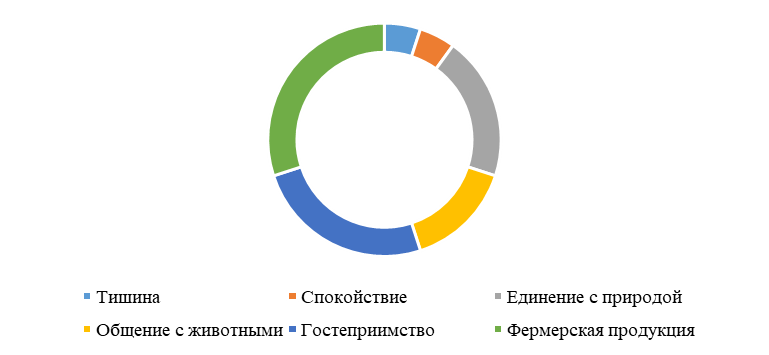 Тишина Спокойствие Единение с природой
Общение с животными Гостеприимство Фермерская продукция